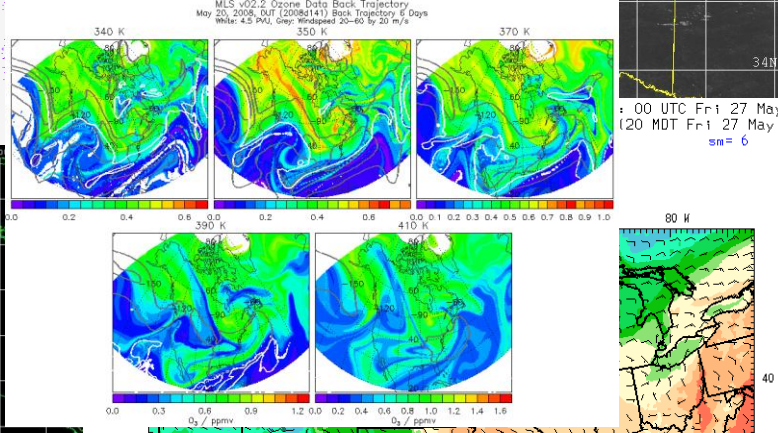 MLS v02.2 Ozone Data Back Trajectory
May 20, 2008, 0UT (2008d141) Back Trajectory 6 Days
White: 4.5 PVU, Grey: Windspeed 20-60 by 20 m/s
340 K
350 K
370 K
34N
: 00 UTC Fri 27 May
(20 MDT Fri 27 May
sm= 6
0.0 0.2 0.4 0.6
0.0 0.2 0.4 0.6
0.0 0.1 0.2 0.3 0.4 0.5 0.6 0.7 0.8 0.9 1.0
390 K
410 K
80 W
40
0.0 0.3 0.6 0.9 1.2
0.0 0.2 0.4 0.6 0.8 1.0 1.2 1.4 1.6
O3 / ppmv
O3 / ppmv